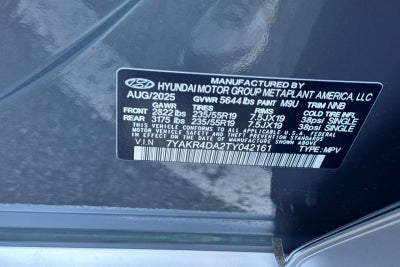 MANUFACTURED BY
HYUNDAI MOTOR GROUP METAPLANT AMERICA, LLC
AUG/2025 GVWR 5644 lbs PAINT M9U TRIM NNB
GAWR TIRES RIMS COLD TIRE INFL
FRONT 2822 lbs 235/55R19 7.5JX19 38psi SINGLE
REAR 3175 lbs 235/55R19 7.5JX19 38psi SINGLE
THIS VEHICLE CONFORMS TO ALL APPLICABLE FEDERAL MOTOR
VEHICLE SAFETY AND THEFT PREVENTION STANDARDS
IN EFFECT ON THE DATE OF MANUFACTURE SHOWN ABOVE
V.I.N 7YAKR4DA2TY042161 TYPE: MPV